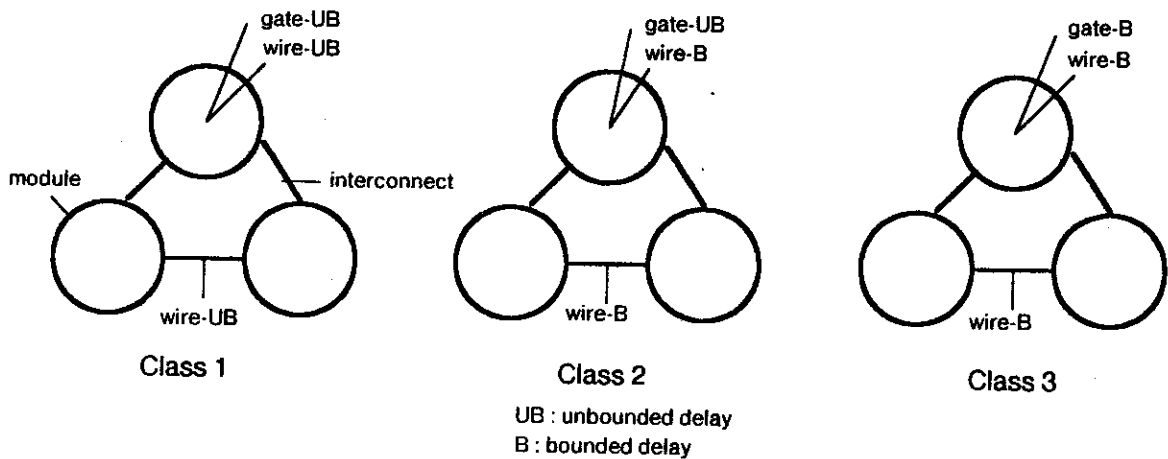 gate-UB
wire-UB
module
interconnect
wire-UB
Class 1
gate-UB
wire-B
wire-B
Class 2
UB : unbounded delay
B : bounded delay
gate-B
wire-B
wire-B
Class 3